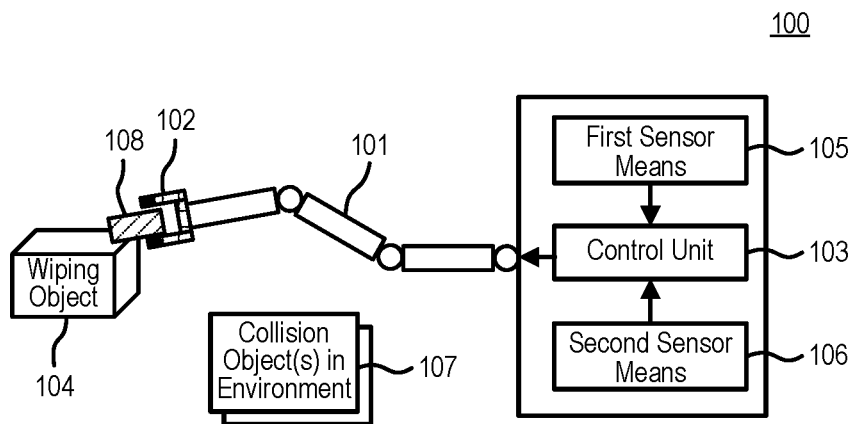 100
102
108
101
First Sensor
Means
105
Wiping
Object
Control Unit
103
104
Collision
Object(s) in
Environment
107
Second Sensor
Means
106